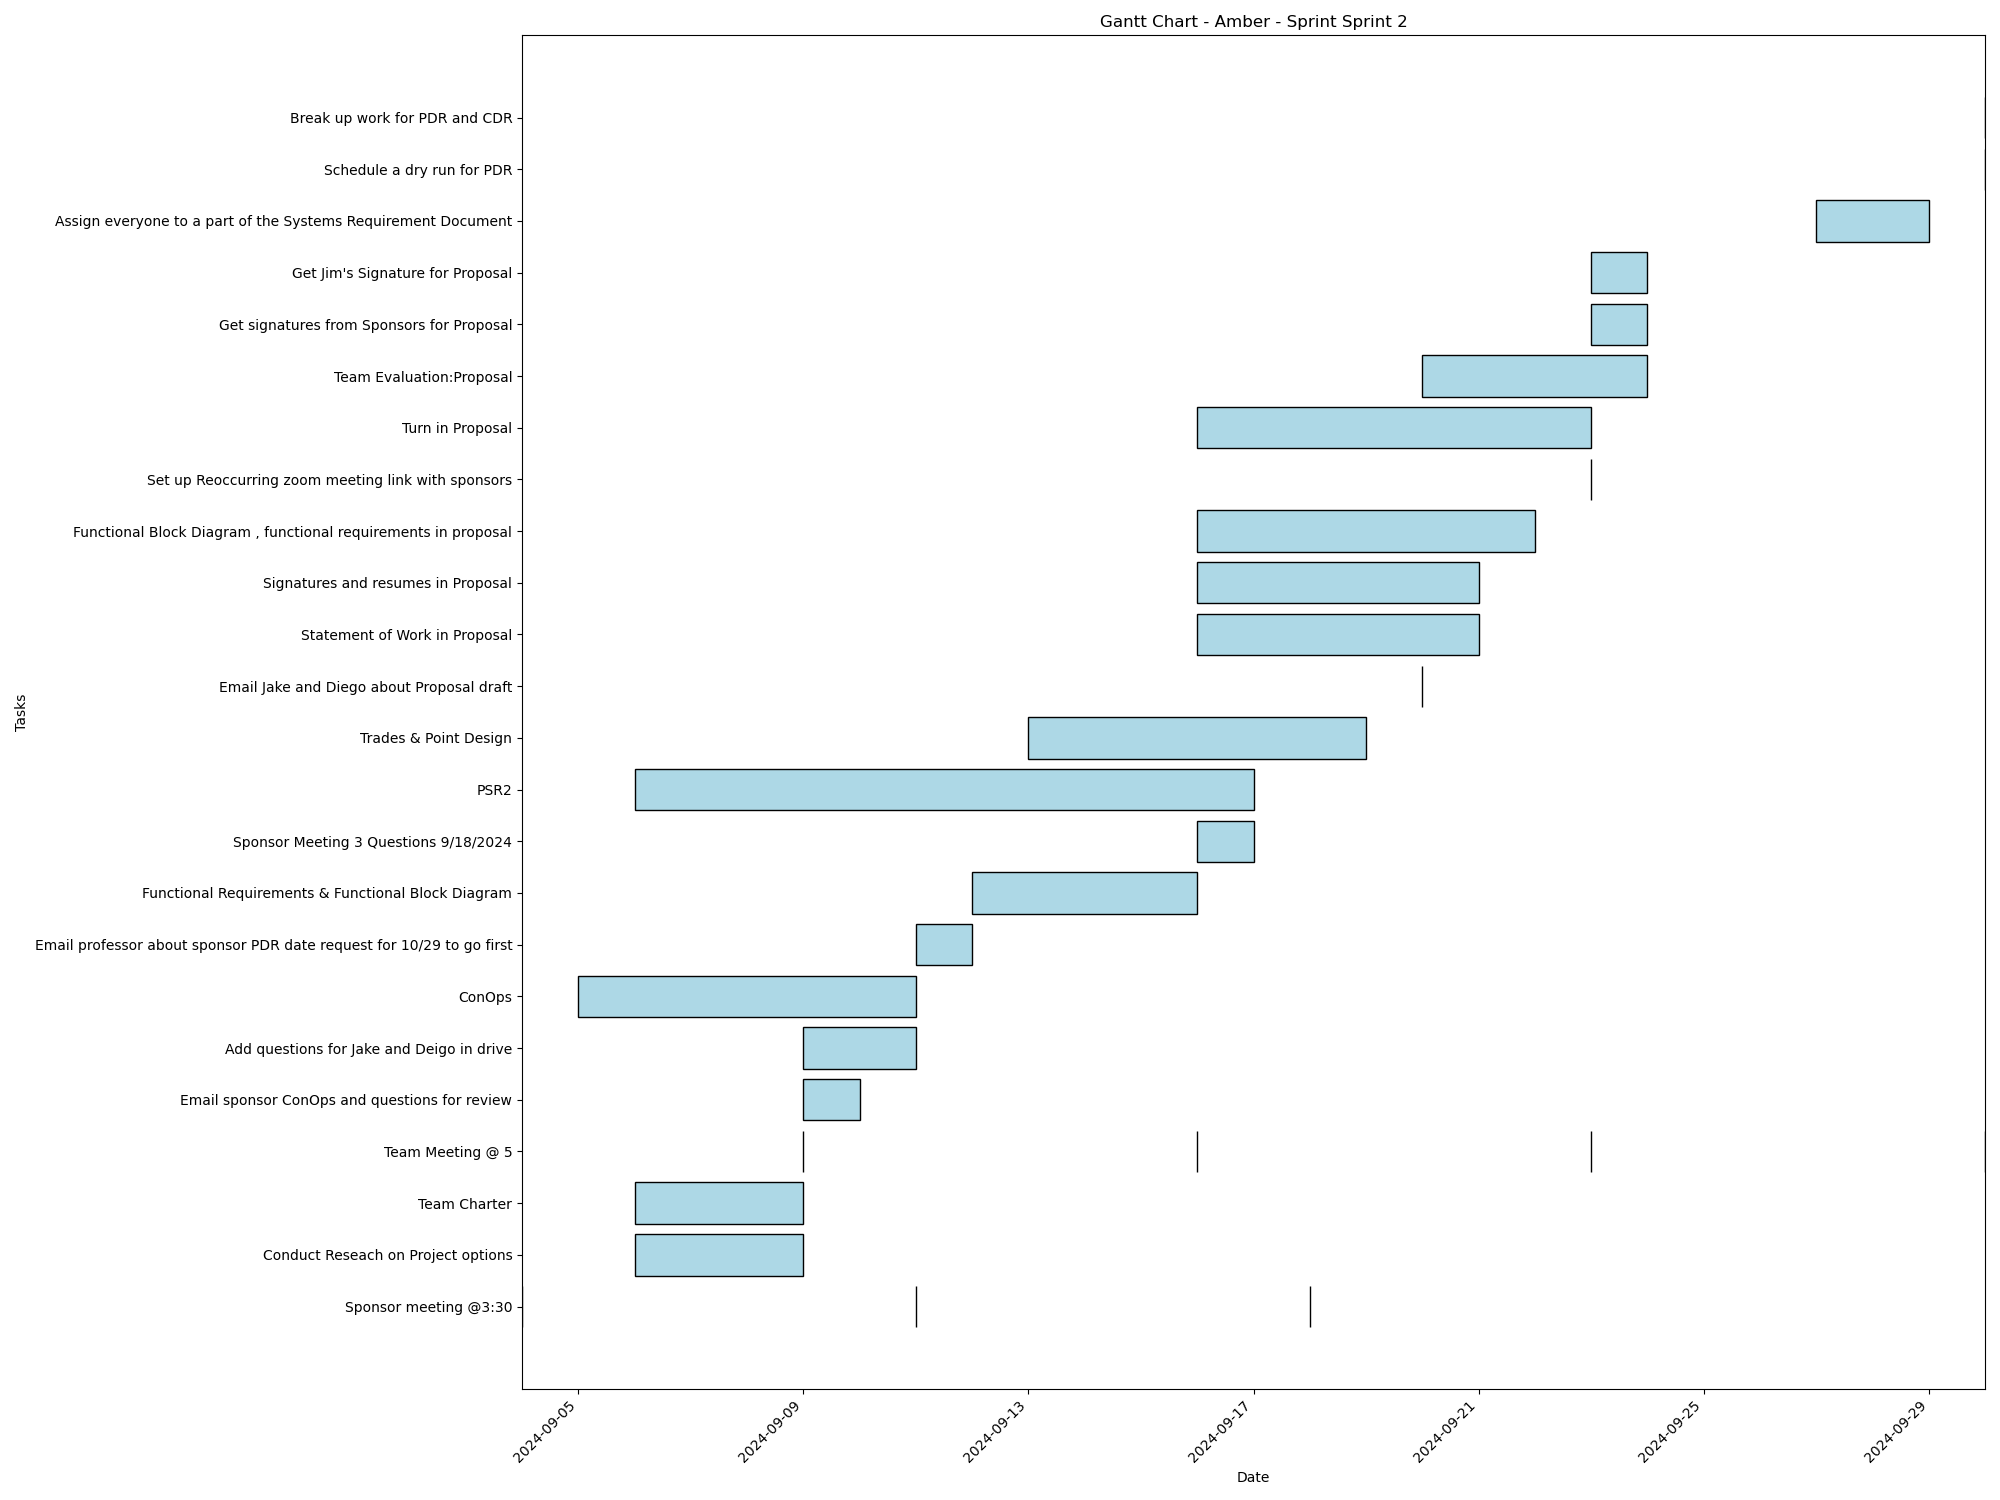 Gantt Chart - Amber - Sprint Sprint 2
Break up work for PDR and CDR
Schedule a dry run for PDR
Assign everyone to a part of the Systems Requirement Document
Get Jim's Signature for Proposal
Get signatures from Sponsors for Proposal
Team Evaluation:Proposal
Turn in Proposal
Set up Reoccurring zoom meeting link with sponsors
Functional Block Diagram , functional requirements in proposal
Signatures and resumes in Proposal
Statement of Work in Proposal
Email Jake and Diego about Proposal draft
Trades & Point Design
PSR2
Sponsor Meeting 3 Questions 9/18/2024
Functional Requirements & Functional Block Diagram
Email professor about sponsor PDR date request for 10/29 to go first
ConOps
Add questions for Jake and Deigo in drive
Email sponsor ConOps and questions for review
Team Meeting @ 5
Team Charter
Conduct Reseach on Project options
Sponsor meeting @3:30
Tasks
2024-09-05
2024-09-09
2024-09-13
2024-09-17
2024-09-21
2024-09-25
2024-09-29
Date